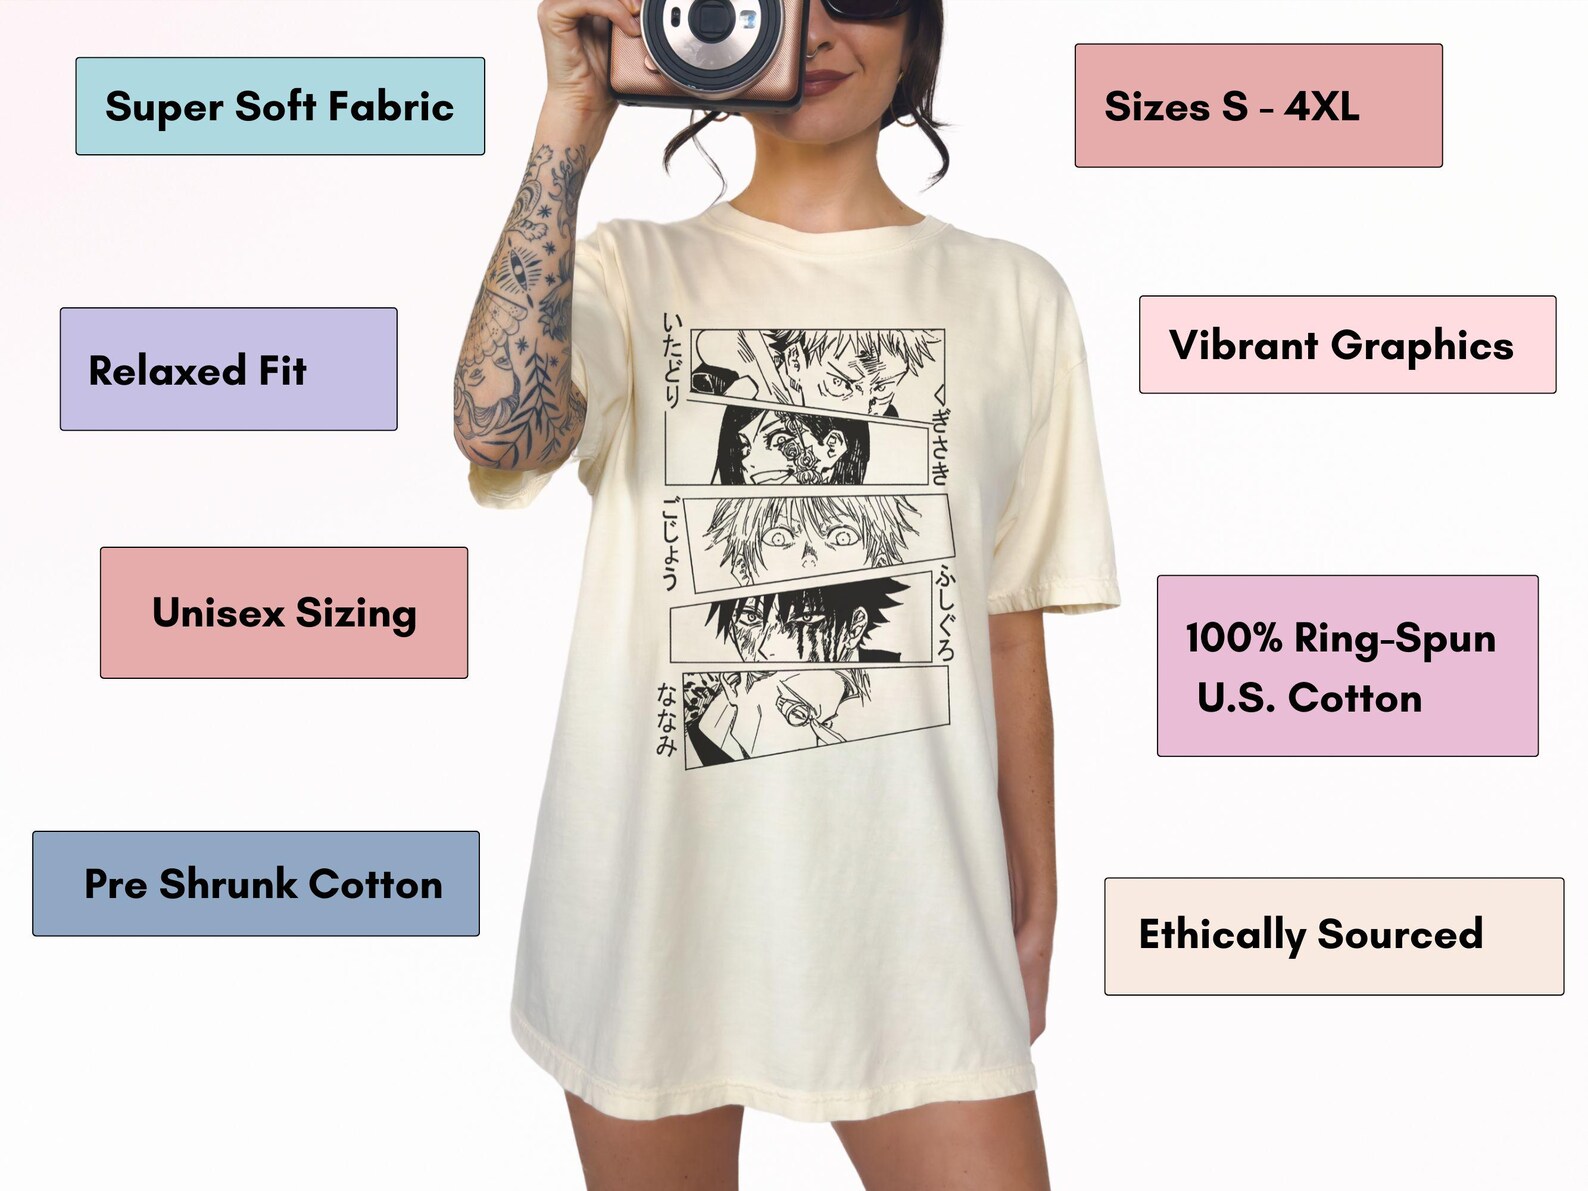 Super Soft Fabric
Sizes S - 4XL
Relaxed Fit
Vibrant Graphics
Unisex Sizing
100% Ring-Spun
U.S. Cotton
Pre Shrunk Cotton
Ethically Sourced
いたどり
くぎさき
ごじょう
ふしぐろ
ななみ